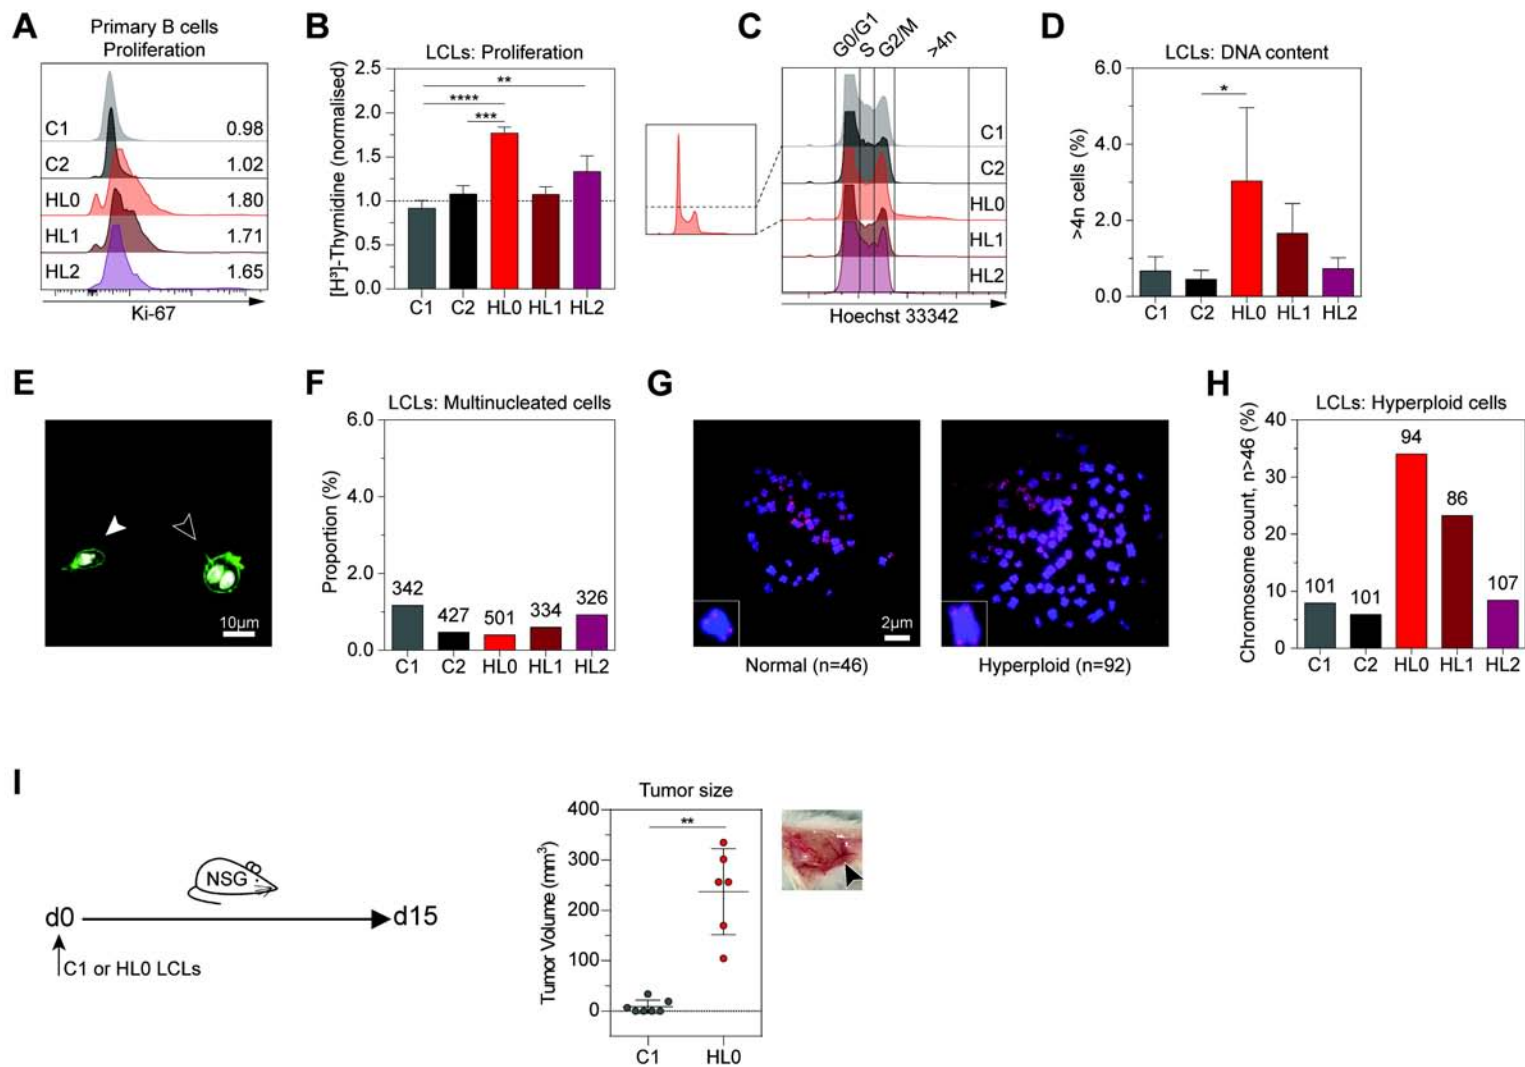 A
Primary B cells
Proliferation
C1 0.98
C2 1.02
HL0 1.80
HL1 1.71
HL2 1.65
Ki-67
B
LCLs: Proliferation
[H³]-Thymidine (normalised)
2.5
2.0
1.5
1.0
0.5
0.0
**
****
***
C1 C2 HL0 HL1 HL2
C
G0/G1 S G2/M >4n
C1
C2
HL0
HL1
HL2
Hoechst 33342
D
LCLs: DNA content
>4n cells (%)
6.0
4.0
2.0
0.0
*
C1 C2 HL0 HL1 HL2
E
10µm
F
LCLs: Multinucleated cells
Proportion (%)
6.0
4.0
2.0
0.0
342 427 501 334 326
C1 C2 HL0 HL1 HL2
G
2µm
Normal (n=46) Hyperploid (n=92)
H
LCLs: Hyperploid cells
Chromosome count, n>46 (%)
40
30
20
10
0
101 101 94 86 107
C1 C2 HL0 HL1 HL2
I
NSG
d0 d15
C1 or HL0 LCLs
Tumor size
Tumor Volume (mm³)
400
300
200
100
0
**
C1 HL0